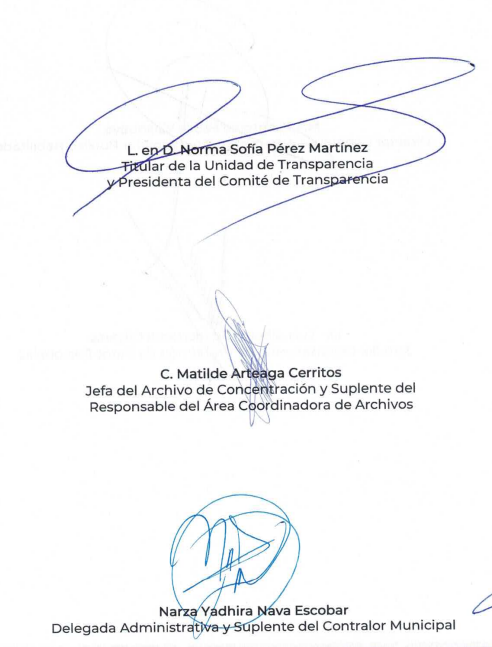 L. en D. Norma Sofía Pérez Martínez
Titular de la Unidad de Transparencia
y Presidenta del Comité de Transparencia
C. Matilde Arteaga Cerritos
Jefa del Archivo de Concentración y Suplente del
Responsable del Área Coordinadora de Archivos
Narza Yadhira Nava Escobar
Delegada Administrativa y Suplente del Contralor Municipal